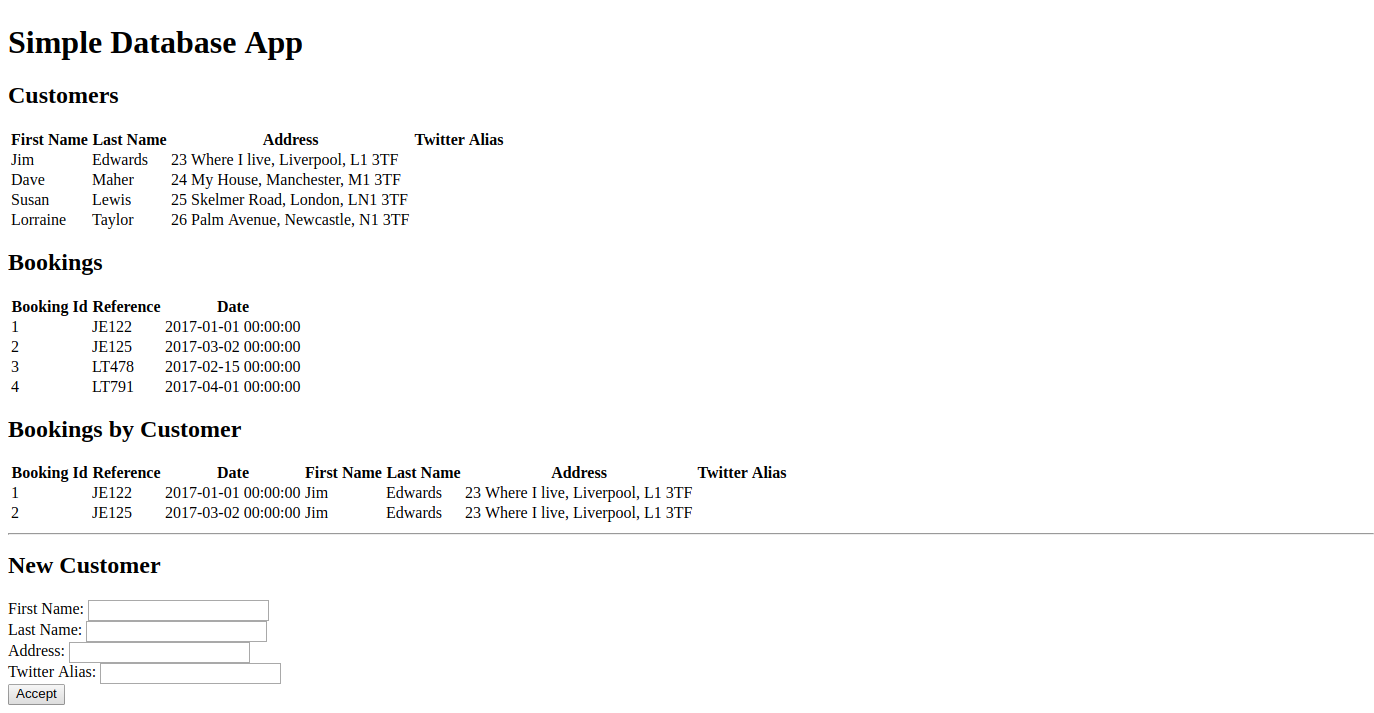 Simple Database App
Customers
First Name Last Name Address Twitter Alias
Jim Edwards 23 Where I live, Liverpool, L1 3TF
Dave Maher 24 My House, Manchester, M1 3TF
Susan Lewis 25 Skelmer Road, London, LN1 3TF
Lorraine Taylor 26 Palm Avenue, Newcastle, N1 3TF
Bookings
Booking Id Reference Date
1 JE122 2017-01-01 00:00:00
2 JE125 2017-03-02 00:00:00
3 LT478 2017-02-15 00:00:00
4 LT791 2017-04-01 00:00:00
Bookings by Customer
Booking Id Reference Date First Name Last Name Address Twitter Alias
1 JE122 2017-01-01 00:00:00 Jim Edwards 23 Where I live, Liverpool, L1 3TF
2 JE125 2017-03-02 00:00:00 Jim Edwards 23 Where I live, Liverpool, L1 3TF
New Customer
First Name:
Last Name:
Address:
Twitter Alias:
Accept